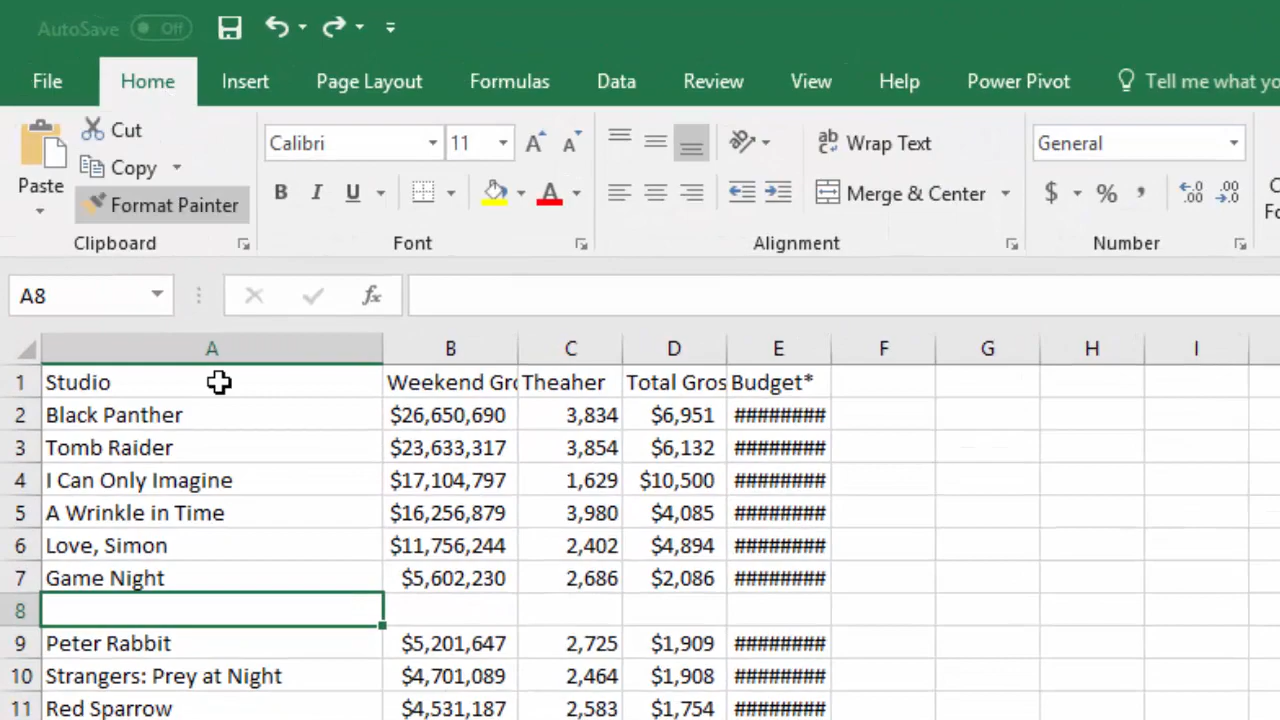 AutoSave Off
File Home Insert Page Layout Formulas Data Review View Help Power Pivot Tell me what
Cut
Copy
Paste
Format Painter
Clipboard
Calibri 11 A A
B I U A
Font
ab Wrap Text
Merge & Center
Alignment
General
$ % , .0 .00 .00 .0
Number
A8 fx
A B C D E F G H I
1 Studio Weekend Gro Theaher Total Gros Budget*
2 Black Panther $26,650,690 3,834 $6,951 ########
3 Tomb Raider $23,633,317 3,854 $6,132 ########
4 I Can Only Imagine $17,104,797 1,629 $10,500 ########
5 A Wrinkle in Time $16,256,879 3,980 $4,085 ########
6 Love, Simon $11,756,244 2,402 $4,894 ########
7 Game Night $5,602,230 2,686 $2,086 ########
8
9 Peter Rabbit $5,201,647 2,725 $1,909 ########
10 Strangers: Prey at Night $4,701,089 2,464 $1,908 ########
11 Red Sparrow $4,531,187 2,583 $1,754 ########